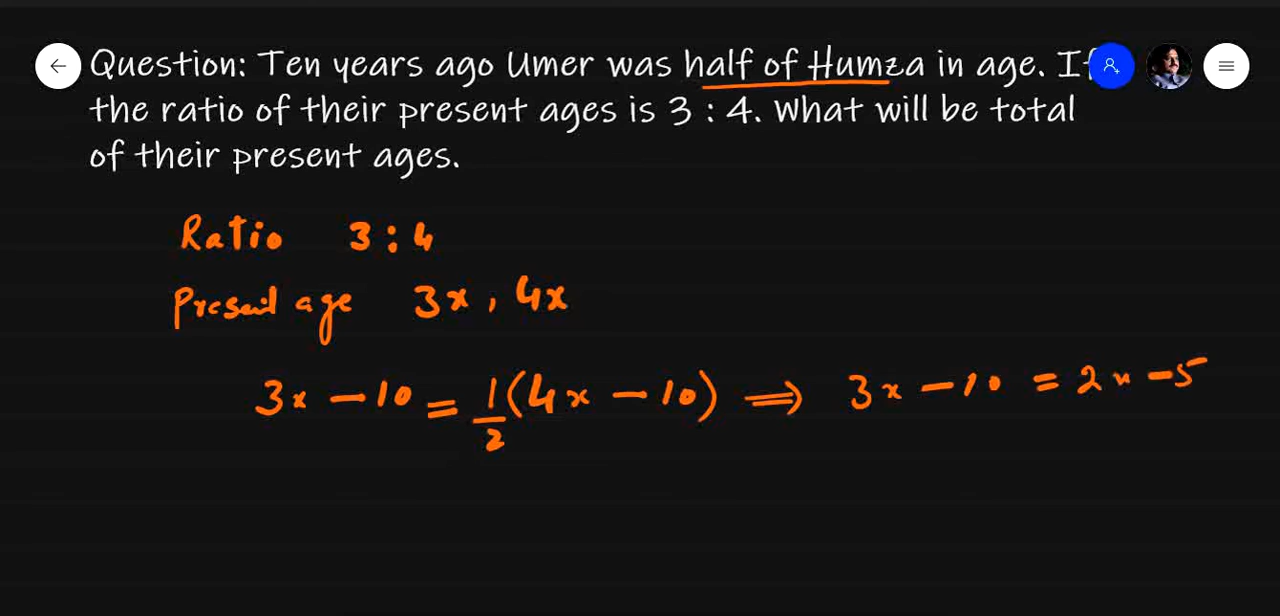 Question: Ten years ago Umer was half of Humza in age. If
the ratio of their present ages is 3 : 4. What will be total
of their present ages.
Ratio 3 : 4
Present age 3x , 4x
3x - 10 = 1/2 (4x - 10) ⟹ 3x - 10 = 2x - 5